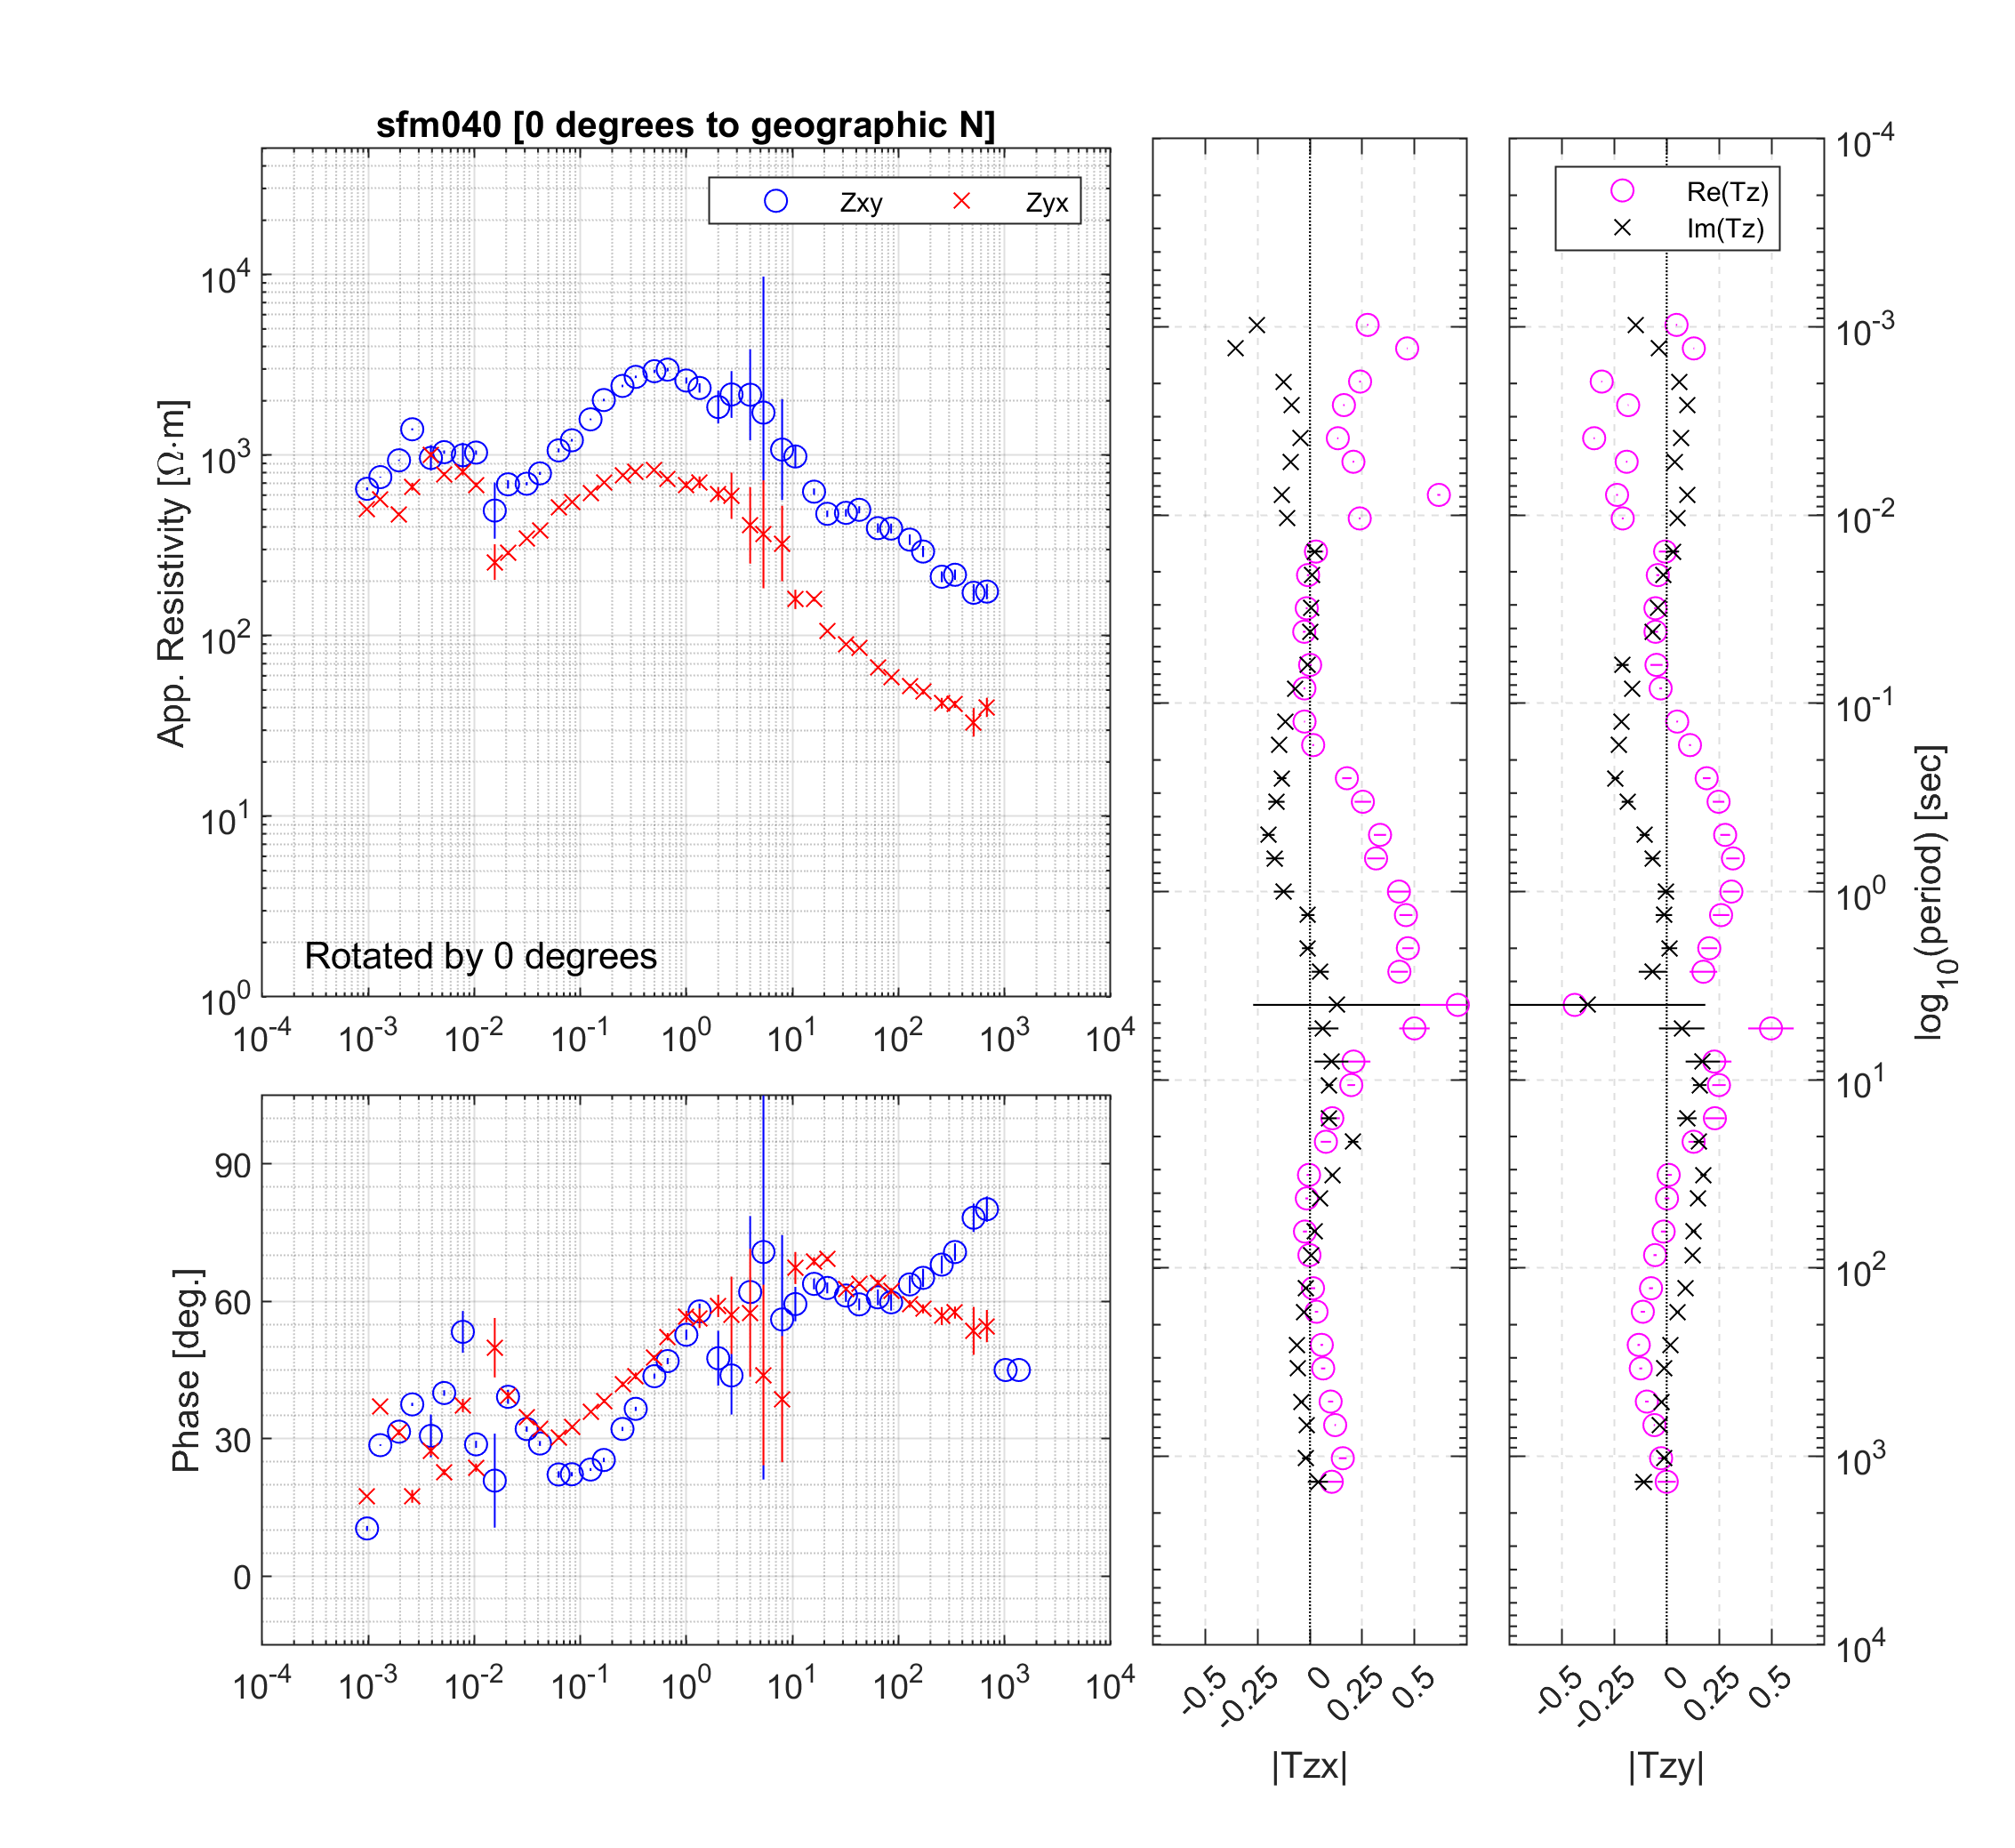 sfm040 [0 degrees to geographic N]
Zxy Zyx
App. Resistivity [Ω·m]
10^4
10^3
10^2
10^1
10^0
Rotated by 0 degrees
10^-4 10^-3 10^-2 10^-1 10^0 10^1 10^2 10^3 10^4
Phase [deg.]
90
60
30
0
10^-4 10^-3 10^-2 10^-1 10^0 10^1 10^2 10^3 10^4
-0.5 -0.25 0 0.25 0.5
|Tzx|
Re(Tz)
Im(Tz)
-0.5 -0.25 0 0.25 0.5
|Tzy|
10^-4
10^-3
10^-2
10^-1
10^0
10^1
10^2
10^3
10^4
log_10(period) [sec]